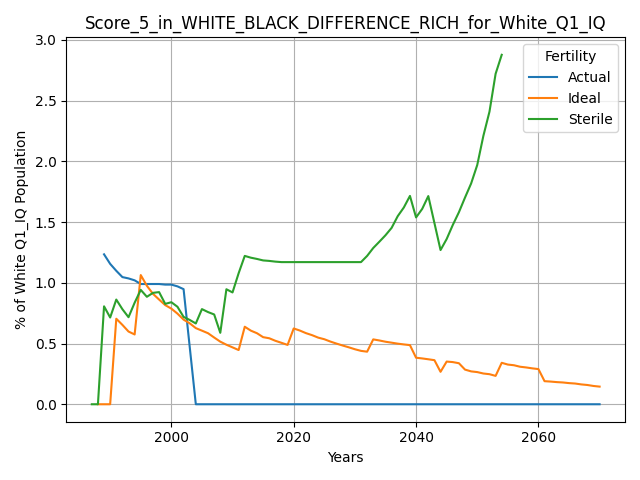 Score_5_in_WHITE_BLACK_DIFFERENCE_RICH_for_White_Q1_IQ
Fertility
Actual
Ideal
Sterile
% of White Q1_IQ Population
3.0
2.5
2.0
1.5
1.0
0.5
0.0
2000
2020
2040
2060
Years